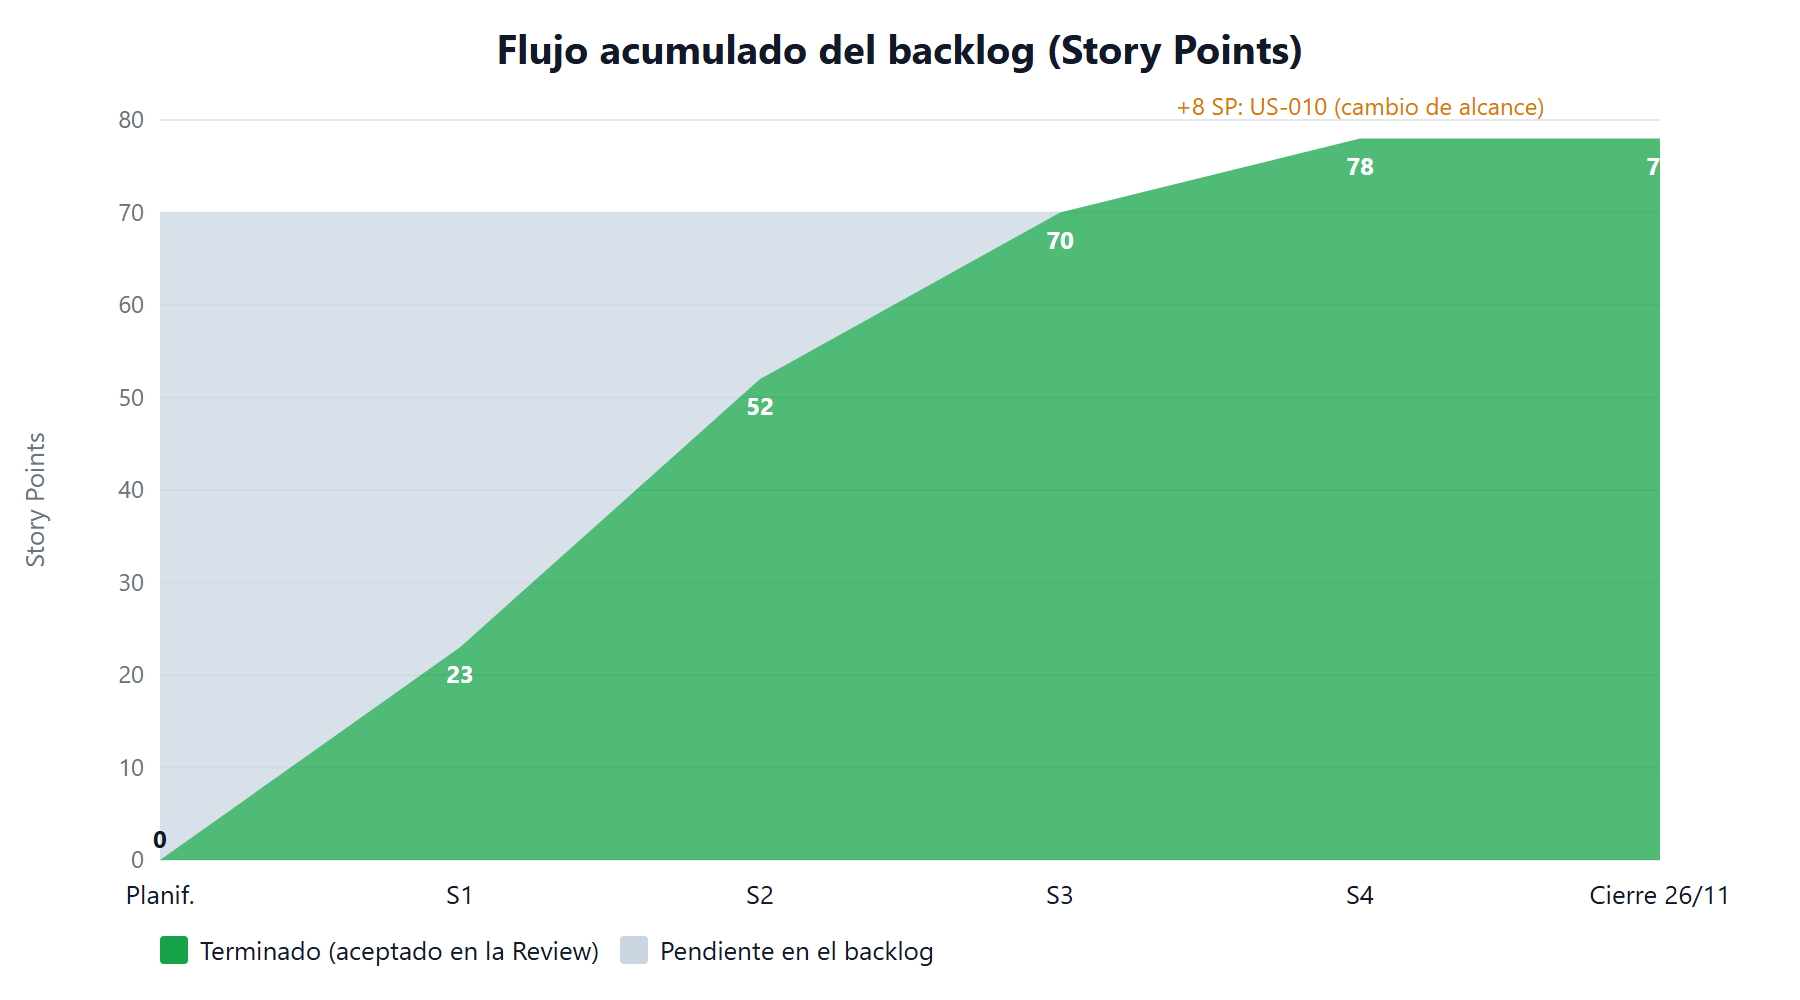 Flujo acumulado del backlog (Story Points)
+8 SP: US-010 (cambio de alcance)
80
78
7
70
70
60
52
50
40
30
23
20
10
0
0
Story Points
Planif.
S1
S2
S3
S4
Cierre 26/11
Terminado (aceptado en la Review)
Pendiente en el backlog